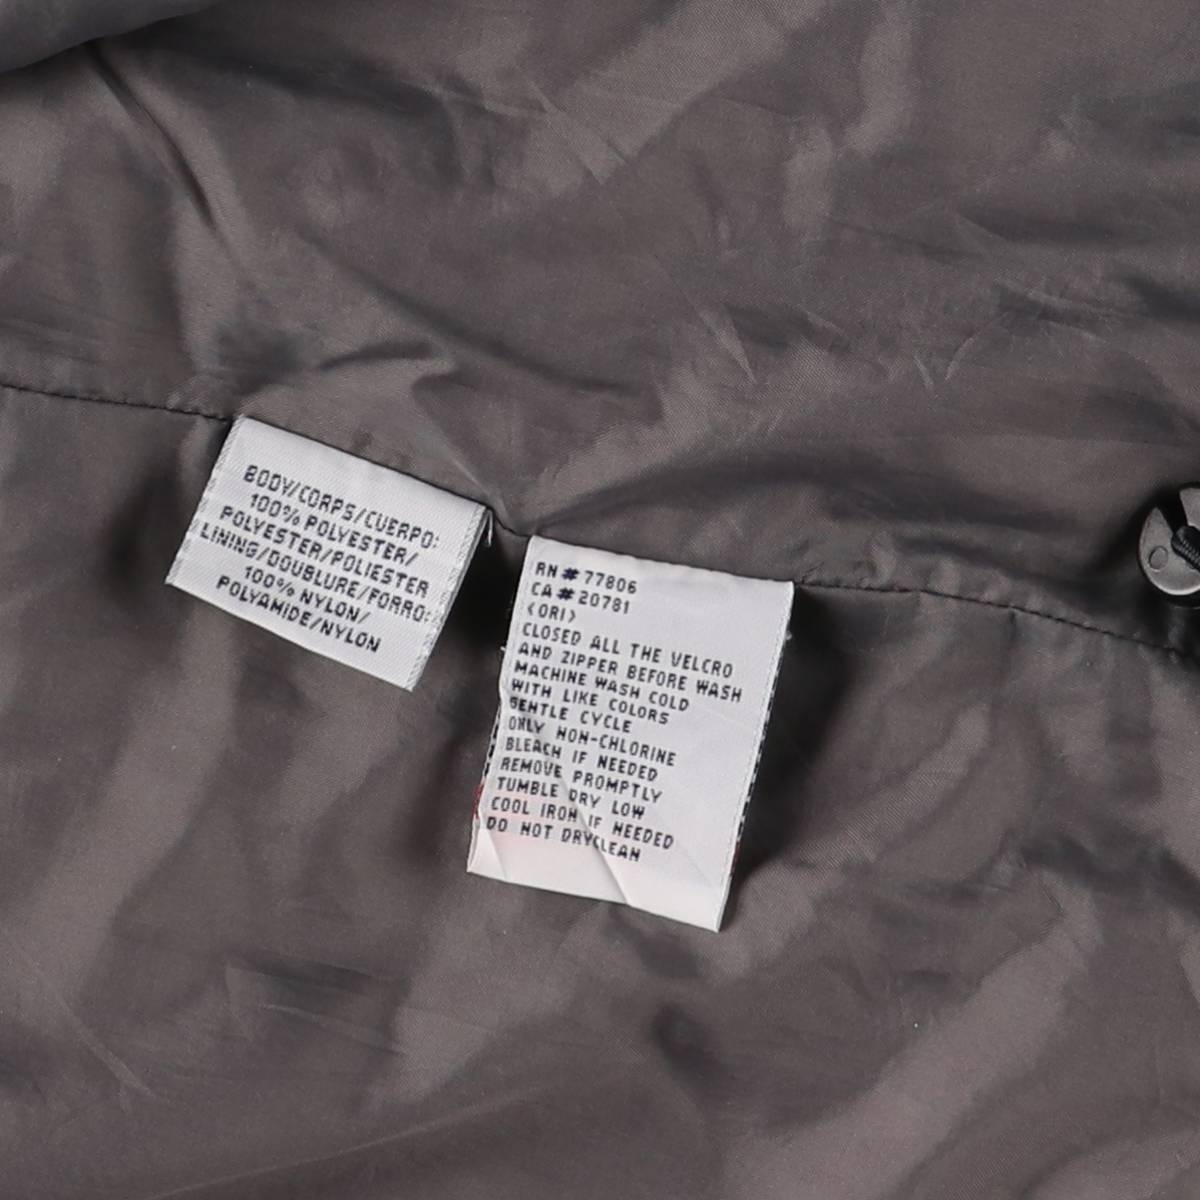 BODY/CORPS/CUERPO:
100% POLYESTER/
POLYESTER/POLIESTER
LINING/DOUBLURE/FORRO:
100% NYLON/
POLYAMIDE/NYLON
RN # 77806
CA # 20781
(ORI)
CLOSED ALL THE VELCRO
AND ZIPPER BEFORE WASH
MACHINE WASH COLD
WITH LIKE COLORS
GENTLE CYCLE
ONLY NON-CHLORINE
BLEACH IF NEEDED
REMOVE PROMPTLY
TUMBLE DRY LOW
COOL IRON IF NEEDED
DO NOT DRYCLEAN